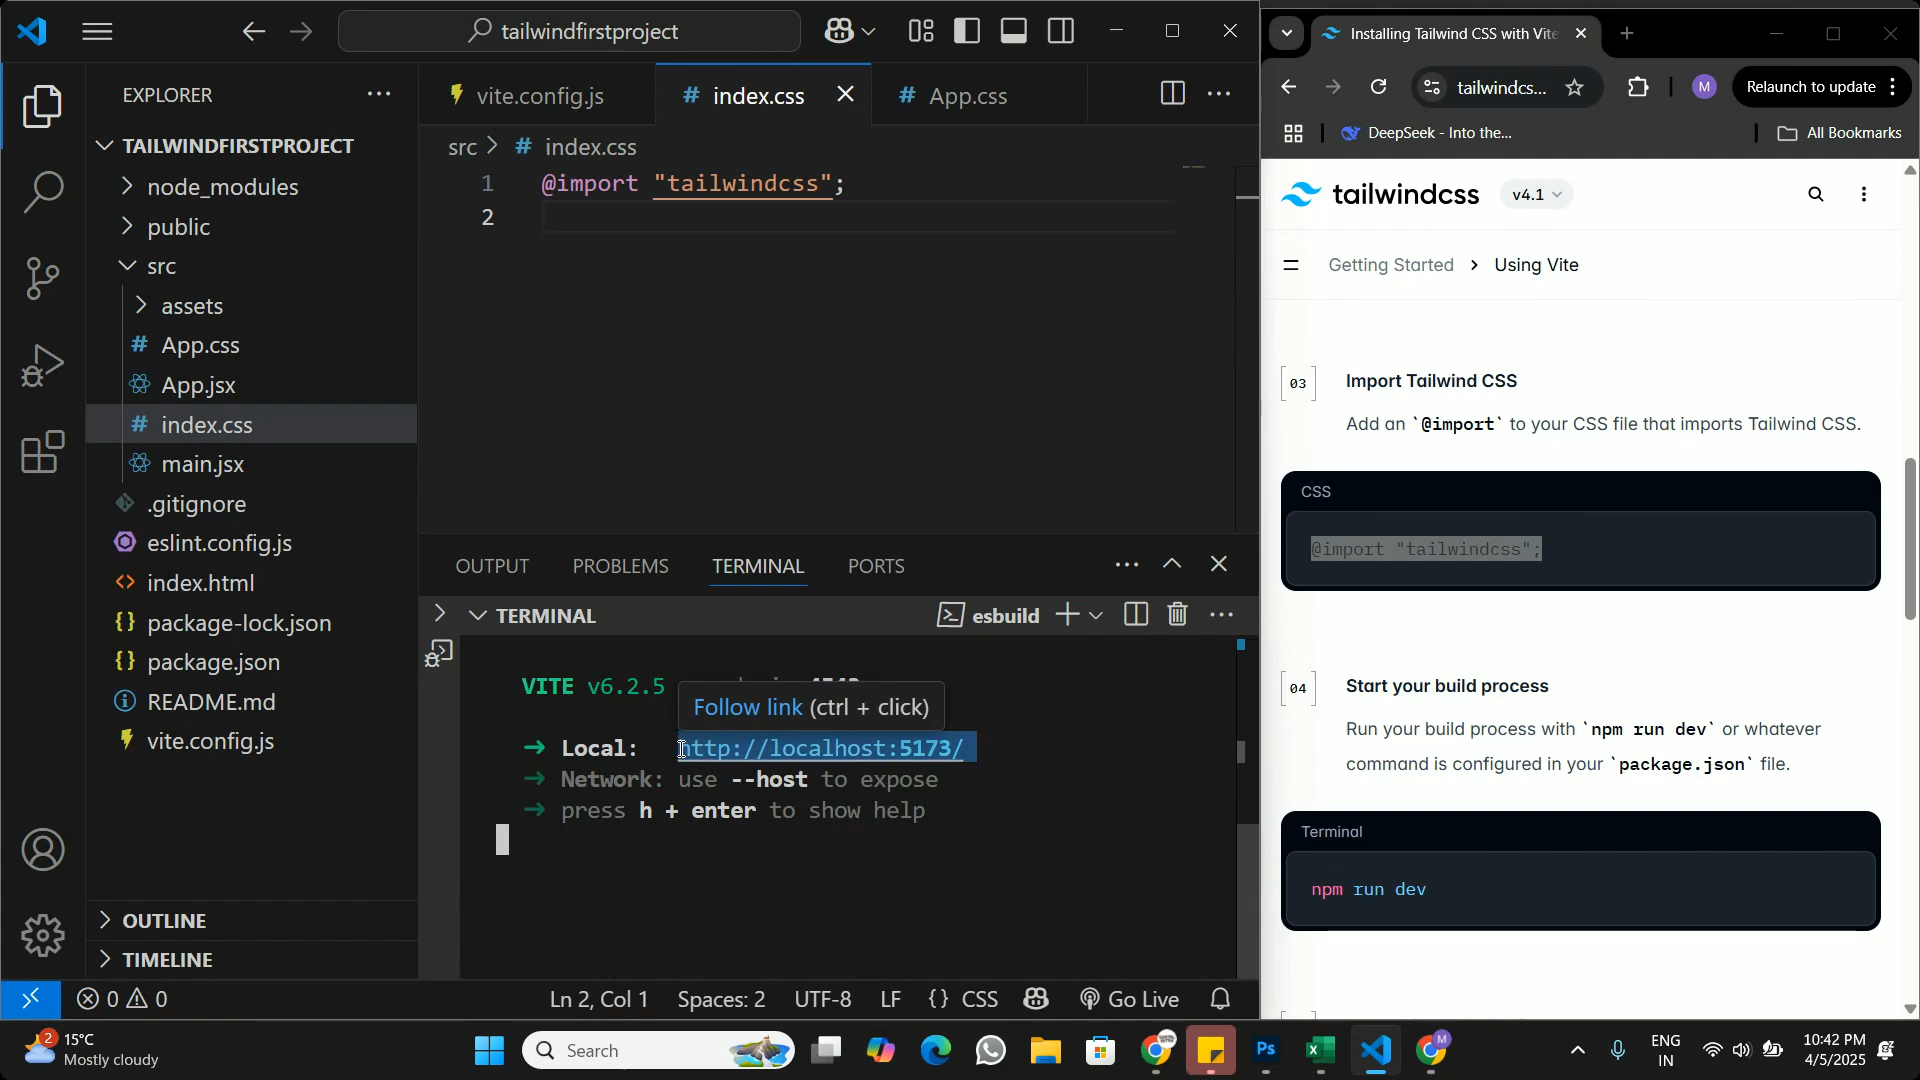 tailwindfirstproject
EXPLORER
TAILWINDFIRSTPROJECT
node_modules
public
src
assets
App.css
App.jsx
index.css
main.jsx
.gitignore
eslint.config.js
index.html
package-lock.json
package.json
README.md
vite.config.js
OUTLINE
TIMELINE
vite.config.js
index.css
App.css
src > # index.css
1 @import "tailwindcss";
2
OUTPUT PROBLEMS TERMINAL PORTS
TERMINAL
esbuild
VITE v6.2.5
Follow link (ctrl + click)
➜ Local: http://localhost:5173/
➜ Network: use --host to expose
➜ press h + enter to show help
0 0
Ln 2, Col 1 Spaces: 2 UTF-8 LF {} CSS Go Live
Installing Tailwind CSS with Vite
tailwindcs...
M
Relaunch to update
DeepSeek - Into the...
All Bookmarks
tailwindcss v4.1
Getting Started > Using Vite
03
Import Tailwind CSS
Add an `@import` to your CSS file that imports Tailwind CSS.
CSS
@import "tailwindcss";
04
Start your build process
Run your build process with `npm run dev` or whatever
command is configured in your `package.json` file.
Terminal
npm run dev
2
15°C
Mostly cloudy
Search
Ps
M
ENG
IN
10:42 PM
4/5/2025